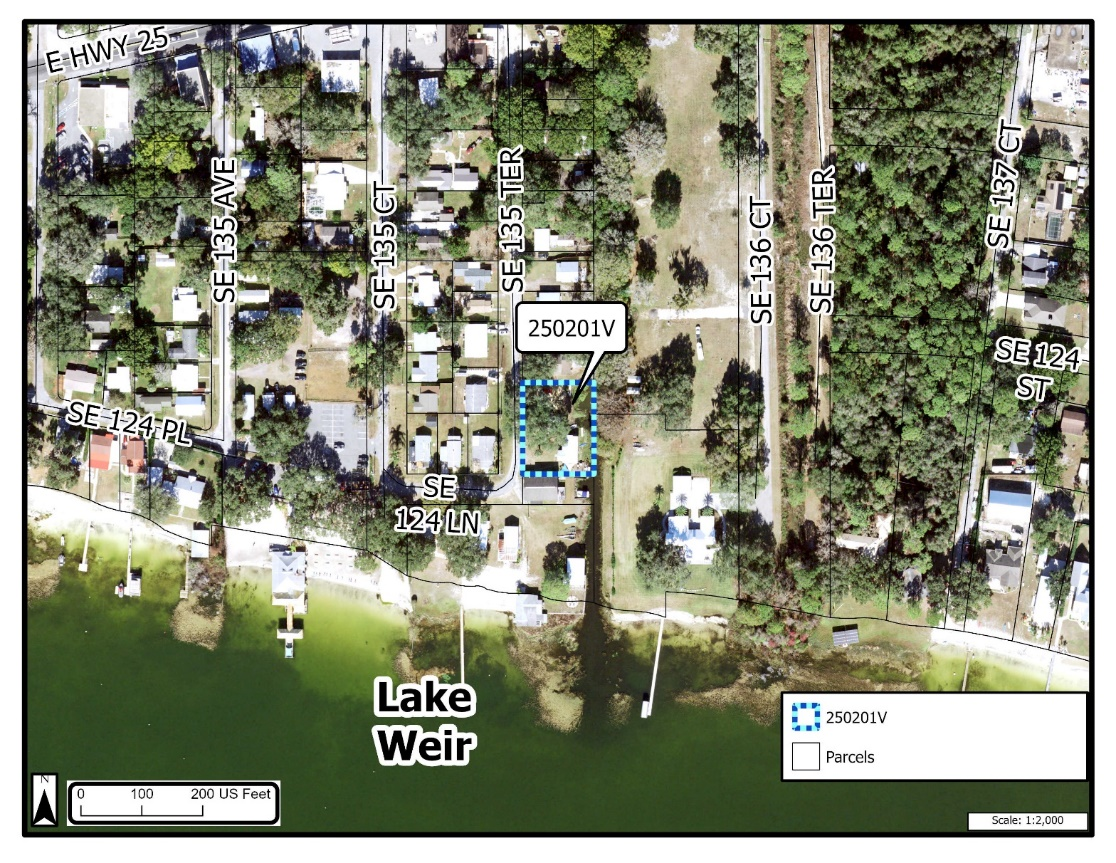 E HWY 25
SE 135 AVE
SE 135 CT
SE 135 TER
SE 136 CT
SE 136 TER
SE 137 CT
250201V
SE 124
ST
SE 124 PL
SE
124 LN
Lake
Weir
250201V
Parcels
N
0 100 200 US Feet
Scale: 1:2,000